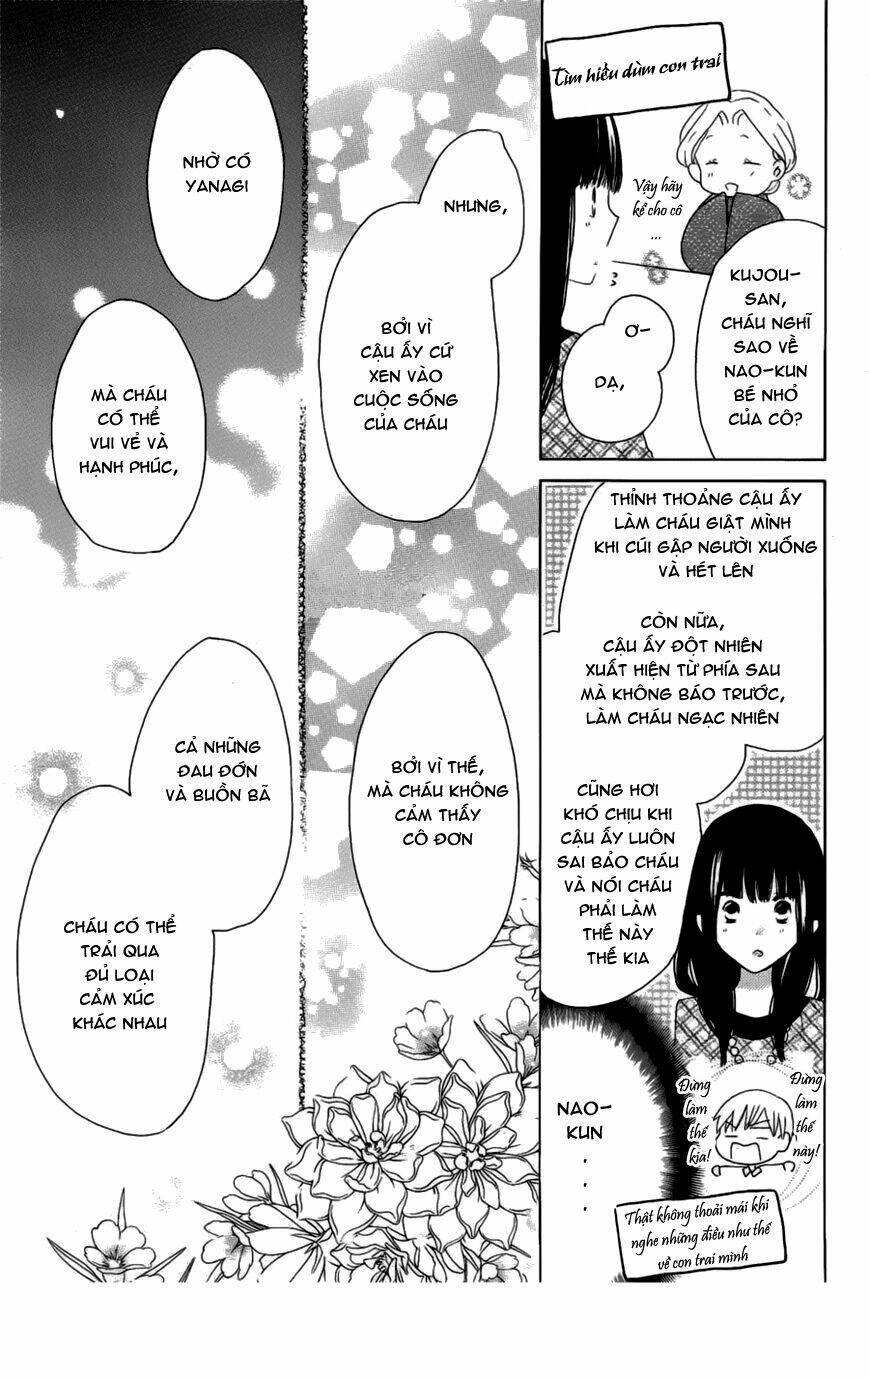 Tìm hiểu dùm con trai
Vậy hãy
kể cho cô
...
KUJOU-
SAN,
CHÁU NGHĨ
SAO VỀ
NAO-KUN
BÉ NHỎ
CỦA CÔ?
Ơ-
DẠ,
THỈNH THOẢNG CẬU ẤY
LÀM CHÁU GIẬT MÌNH
KHI CÚI GẬP NGƯỜI XUỐNG
VÀ HÉT LÊN
CÒN NỮA,
CẬU ẤY ĐỘT NHIÊN
XUẤT HIỆN TỪ PHÍA SAU
MÀ KHÔNG BÁO TRƯỚC,
LÀM CHÁU NGẠC NHIÊN
CŨNG HƠI
KHÓ CHỊU KHI
CẬU ẤY LUÔN
SAI BẢO CHÁU
VÀ NÓI CHÁU
PHẢI LÀM
THẾ NÀY
THẾ KIA
Đừng
làm
thế
này!
Đừng
làm
thế
kia!
NAO-
KUN
.
.
.
Thật không thoải mái khi
nghe những điều như thế
về con trai mình
NHƯNG,
BỞI VÌ
CẬU ẤY CỨ
XEN VÀO
CUỘC SỐNG
CỦA CHÁU
BỞI VÌ THẾ,
MÀ CHÁU KHÔNG
CẢM THẤY
CÔ ĐƠN
NHỜ CÓ
YANAGI
MÀ CHÁU
CÓ THỂ
VUI VẺ VÀ
HẠNH PHÚC,
CẢ NHỮNG
ĐAU ĐỚN
VÀ BUỒN BÃ
CHÁU CÓ THỂ
TRẢI QUA
ĐỦ LOẠI
CẢM XÚC
KHÁC NHAU